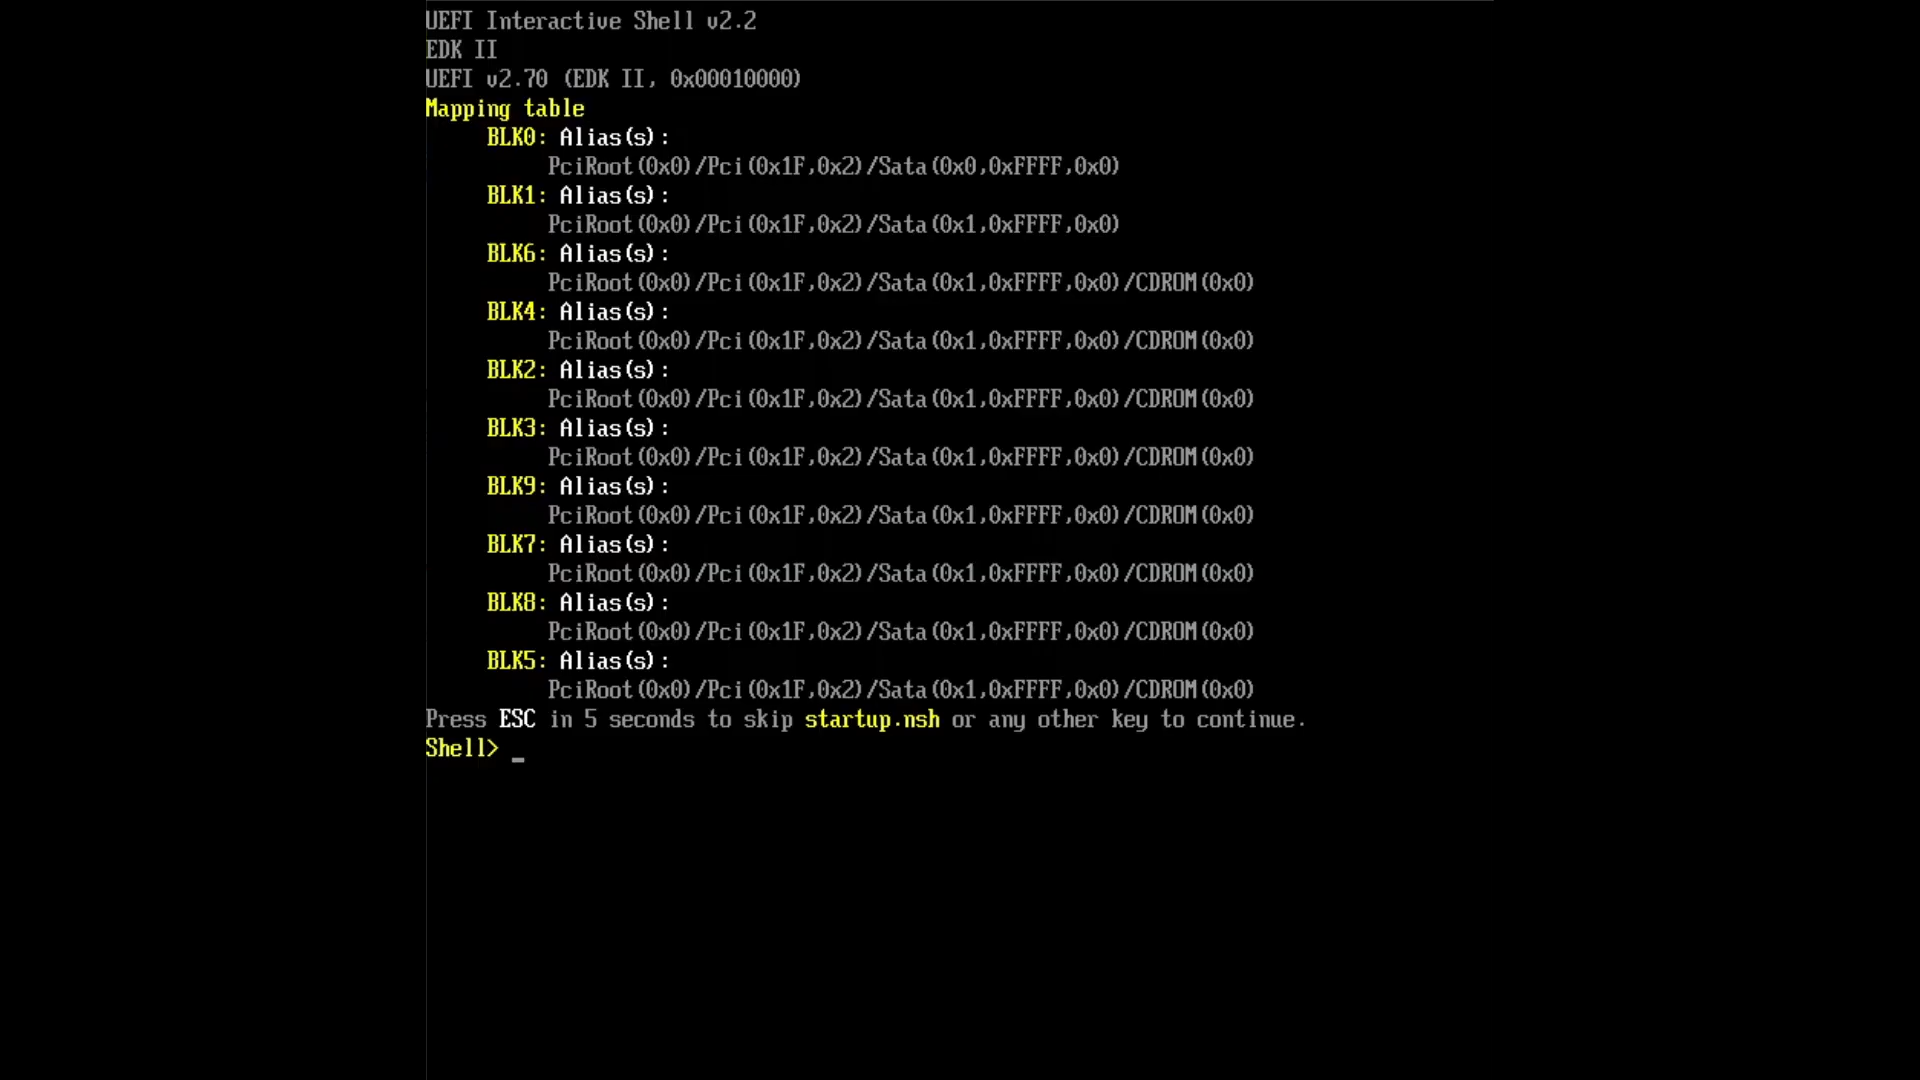 UEFI Interactive Shell v2.2
EDK II
UEFI v2.70 (EDK II, 0x00010000)
Mapping table
BLK0: Alias(s):
PciRoot(0x0)/Pci(0x1F,0x2)/Sata(0x0,0xFFFF,0x0)
BLK1: Alias(s):
PciRoot(0x0)/Pci(0x1F,0x2)/Sata(0x1,0xFFFF,0x0)
BLK6: Alias(s):
PciRoot(0x0)/Pci(0x1F,0x2)/Sata(0x1,0xFFFF,0x0)/CDROM(0x0)
BLK4: Alias(s):
PciRoot(0x0)/Pci(0x1F,0x2)/Sata(0x1,0xFFFF,0x0)/CDROM(0x0)
BLK2: Alias(s):
PciRoot(0x0)/Pci(0x1F,0x2)/Sata(0x1,0xFFFF,0x0)/CDROM(0x0)
BLK3: Alias(s):
PciRoot(0x0)/Pci(0x1F,0x2)/Sata(0x1,0xFFFF,0x0)/CDROM(0x0)
BLK9: Alias(s):
PciRoot(0x0)/Pci(0x1F,0x2)/Sata(0x1,0xFFFF,0x0)/CDROM(0x0)
BLK7: Alias(s):
PciRoot(0x0)/Pci(0x1F,0x2)/Sata(0x1,0xFFFF,0x0)/CDROM(0x0)
BLK8: Alias(s):
PciRoot(0x0)/Pci(0x1F,0x2)/Sata(0x1,0xFFFF,0x0)/CDROM(0x0)
BLK5: Alias(s):
PciRoot(0x0)/Pci(0x1F,0x2)/Sata(0x1,0xFFFF,0x0)/CDROM(0x0)
Press ESC in 5 seconds to skip startup.nsh or any other key to continue.
Shell> _